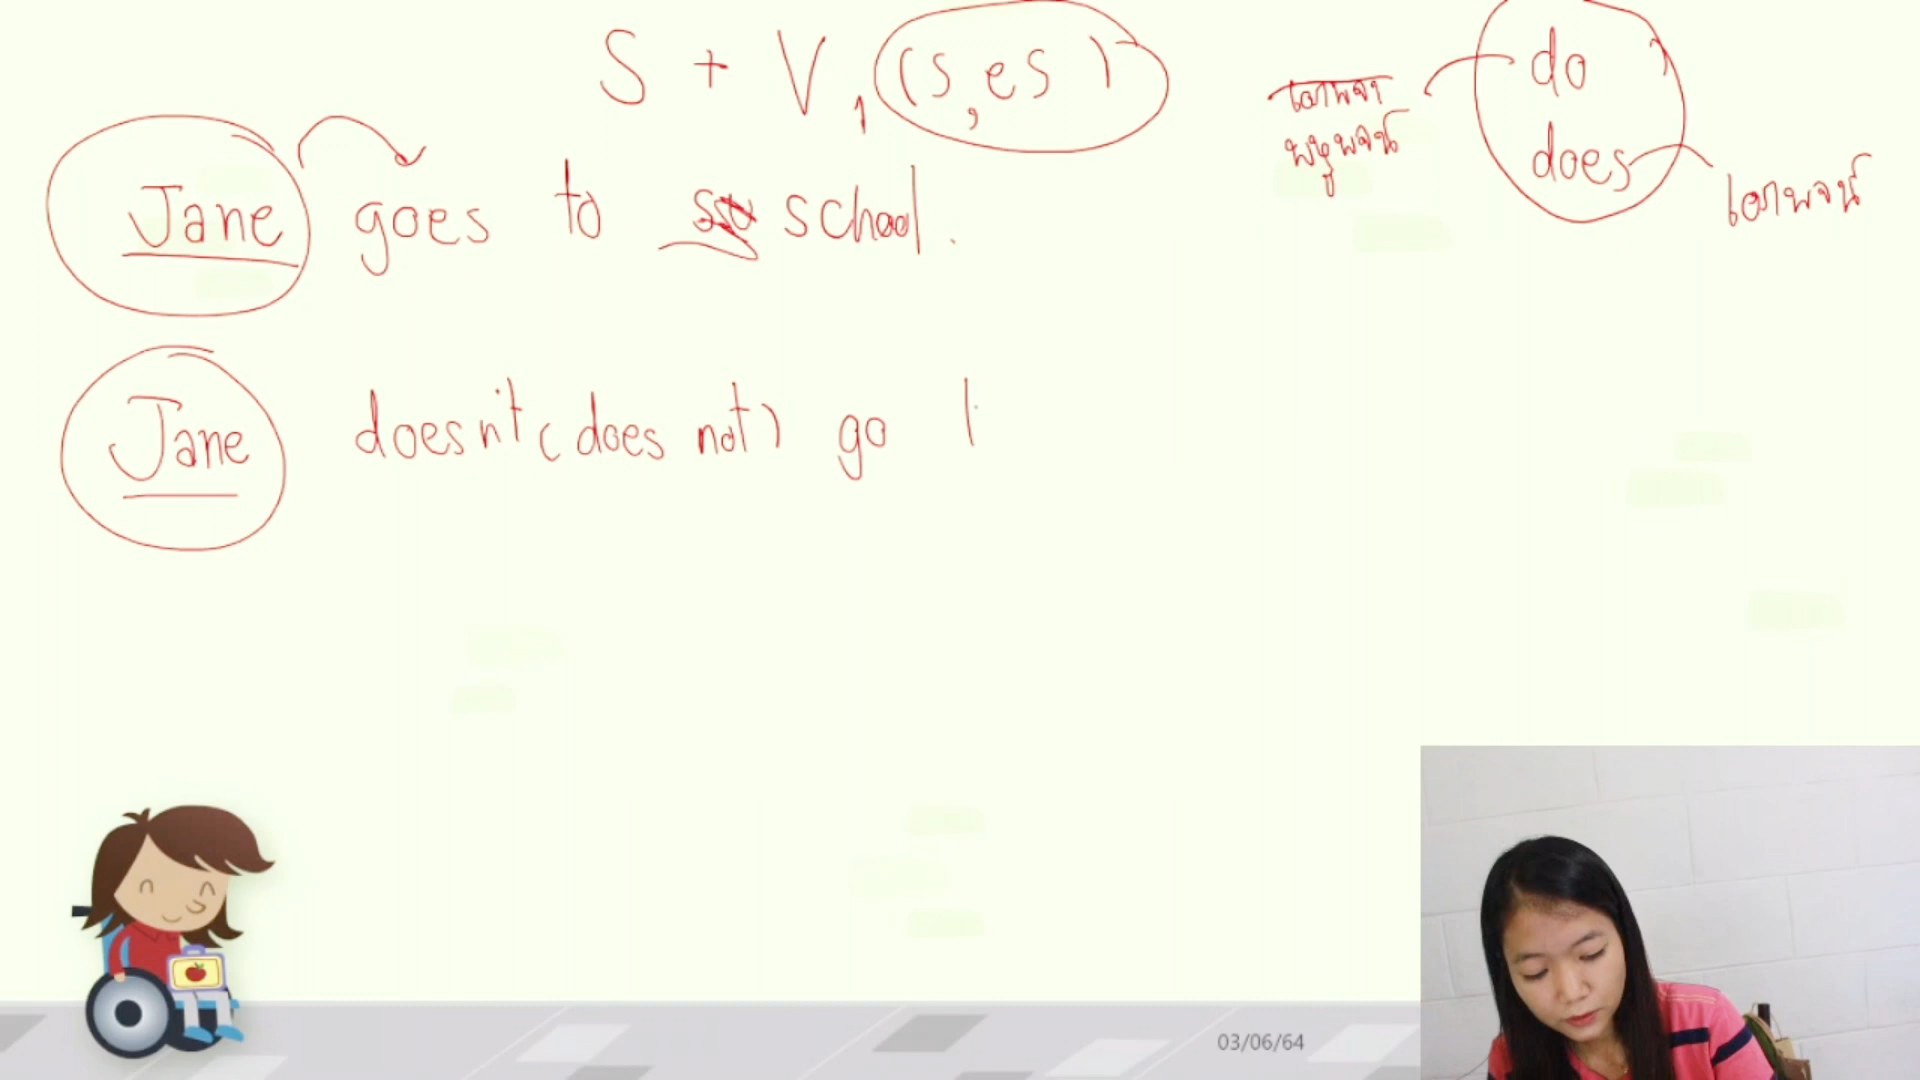 S + V1 (s, es)
do
เอกพจ
พหูพจน์
does
เอกพจน์
Jane goes to school.
Jane doesn't (does not) go t
03/06/64